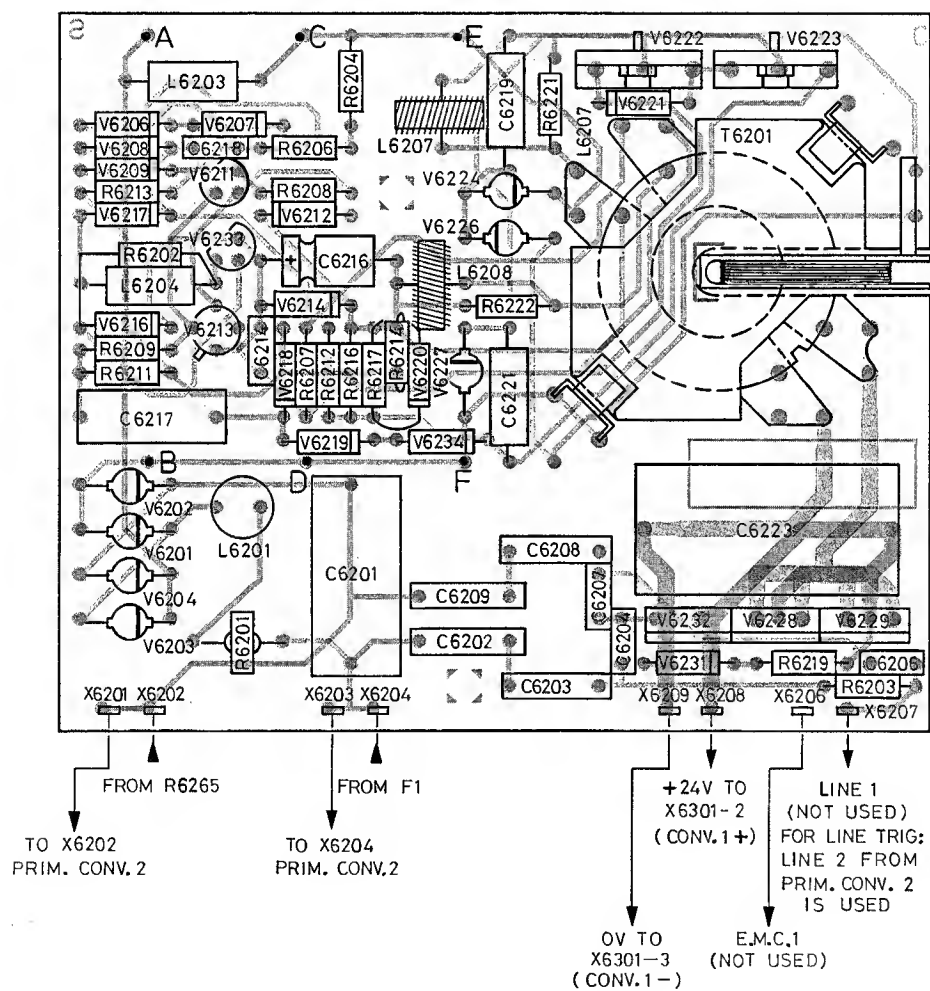 S
A
C
E
V6222
V6223
L6203
R6204
C6219
R6221
V6221
L6207
L6207
T6201
V6206
V6207
V6208
C6218
R6206
V6209
V6211
R6213
R6208
V6224
V6217
V6212
V6226
V6233
R6202
+
C6216
L6204
L6208
V6214
R6222
V6216
V6213
R6209
R6211
C6214
V6218
R6207
R6212
R6216
R6217
R6214
V6220
V6227
C6221
C6217
V6219
V6234
B
D
F
V6202
V6201
L6201
V6204
V6203
R6201
C6201
C6208
C6209
C6207
C6202
C6204
C6203
C6223
V6232
V6228
V6229
V6231
R6219
C6206
R6203
X6201
X6202
X6203
X6204
X6209
X6208
X6206
X6207
FROM R6265
FROM F1
TO X6202
PRIM. CONV.2
TO X6204
PRIM. CONV.2
+24V TO
X6301-2
(CONV.1+)
LINE 1
(NOT USED)
FOR LINE TRIG:
LINE 2 FROM
PRIM. CONV. 2
IS USED
0V TO
X6301-3
(CONV.1-)
E.M.C.1
(NOT USED)